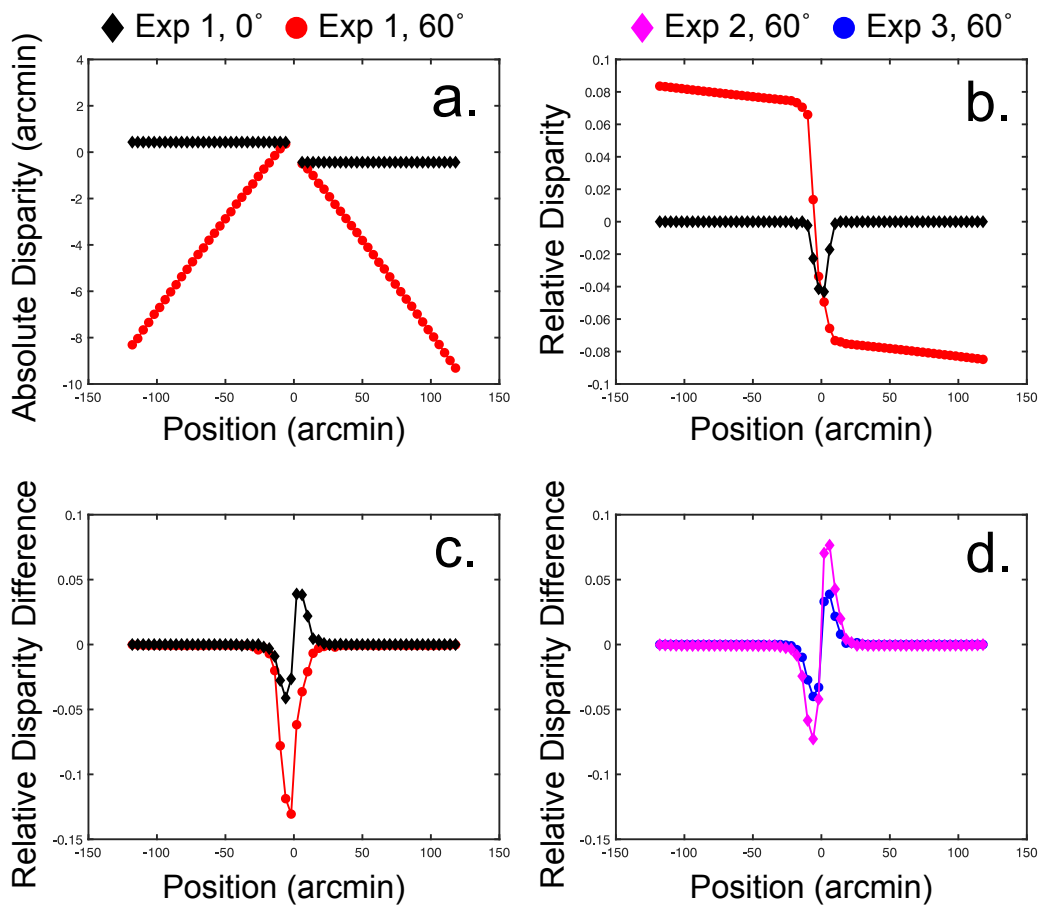 Exp 1, 0° Exp 1, 60° Exp 2, 60° Exp 3, 60°
a.
Absolute Disparity (arcmin)
4
2
0
-2
-4
-6
-8
-10
-150 -100 -50 0 50 100 150
Position (arcmin)
b.
Relative Disparity
0.1
0.08
0.06
0.04
0.02
0
-0.02
-0.04
-0.06
-0.08
-0.1
-150 -100 -50 0 50 100 150
Position (arcmin)
c.
Relative Disparity Difference
0.1
0.05
0
-0.05
-0.1
-0.15
-150 -100 -50 0 50 100 150
Position (arcmin)
d.
Relative Disparity Difference
0.1
0.05
0
-0.05
-0.1
-0.15
-150 -100 -50 0 50 100 150
Position (arcmin)